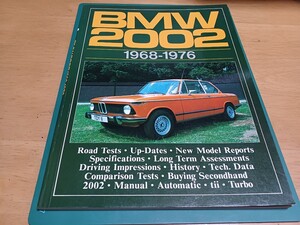 BMW
2002
1968-1976
Road Tests · Up-Dates · New Model Reports
Specifications · Long Term Assessments
Driving Impressions · History · Tech. Data
Comparison Tests · Buying Secondhand
2002 · Manual · Automatic · tii · Turbo